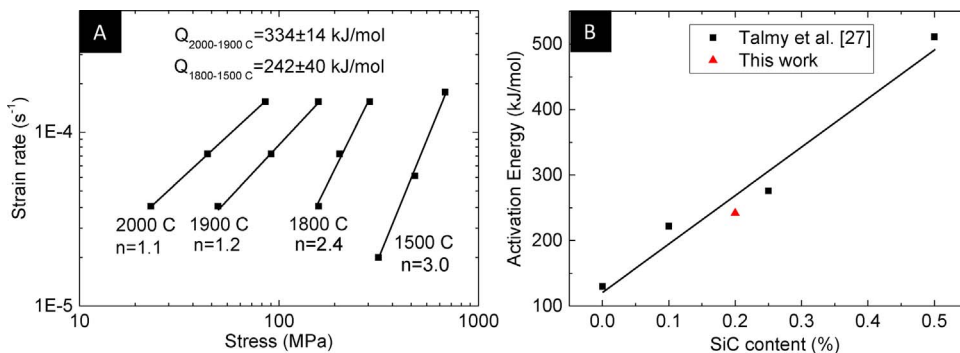 A
Q2000-1900 C=334±14 kJ/mol
Q1800-1500 C=242±40 kJ/mol
Strain rate (s-1)
1E-4
1E-5
2000 C
n=1.1
1900 C
n=1.2
1800 C
n=2.4
1500 C
n=3.0
10
100
1000
Stress (MPa)
B
Talmy et al. [27]
This work
Activation Energy (kJ/mol)
500
400
300
200
100
0.0
0.1
0.2
0.3
0.4
0.5
SiC content (%)